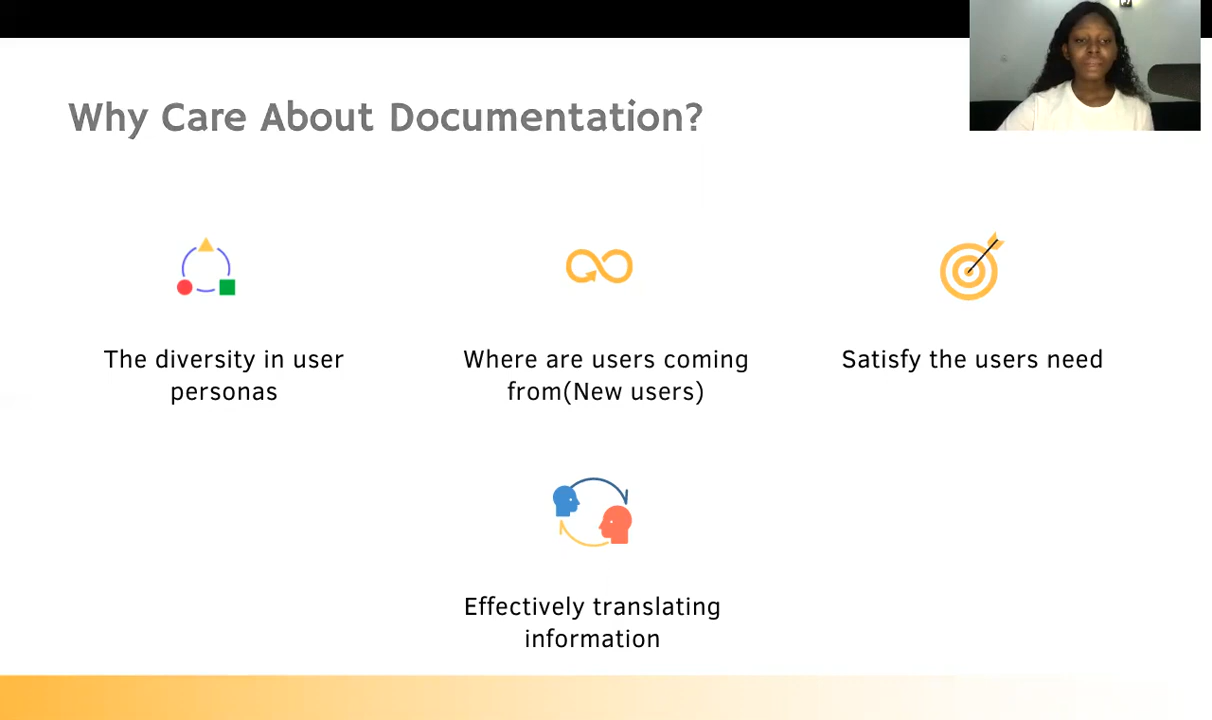 Why Care About Documentation?
The diversity in user
personas
Where are users coming
from(New users)
Satisfy the users need
Effectively translating
information